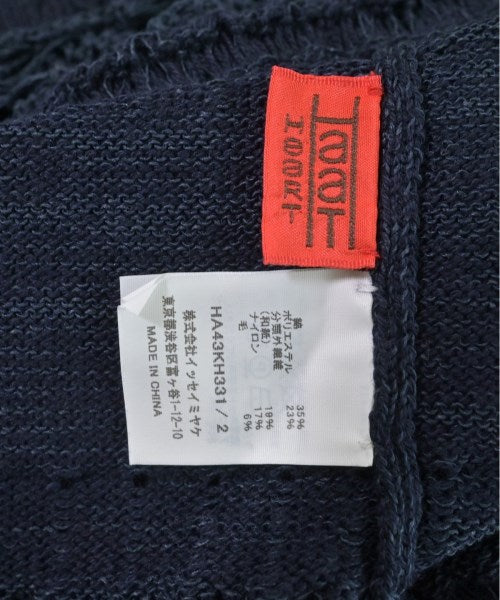 HaaT
HaaKT
綿 35%
ポリエステル 23%
分類外繊維
(和紙) 19%
ナイロン 17%
毛 6%
HA43KH331 / 2
株式会社イッセイミヤケ
東京都渋谷区富ヶ谷1-12-10
MADE IN CHINA